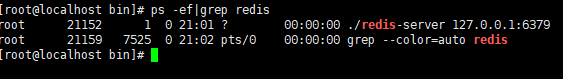 [root@localhost bin]# ps -ef|grep redis
root      21152      1  0 21:01 ?        00:00:00 ./redis-server 127.0.0.1:6379
root      21159   7525  0 21:02 pts/0    00:00:00 grep --color=auto redis
[root@localhost bin]#